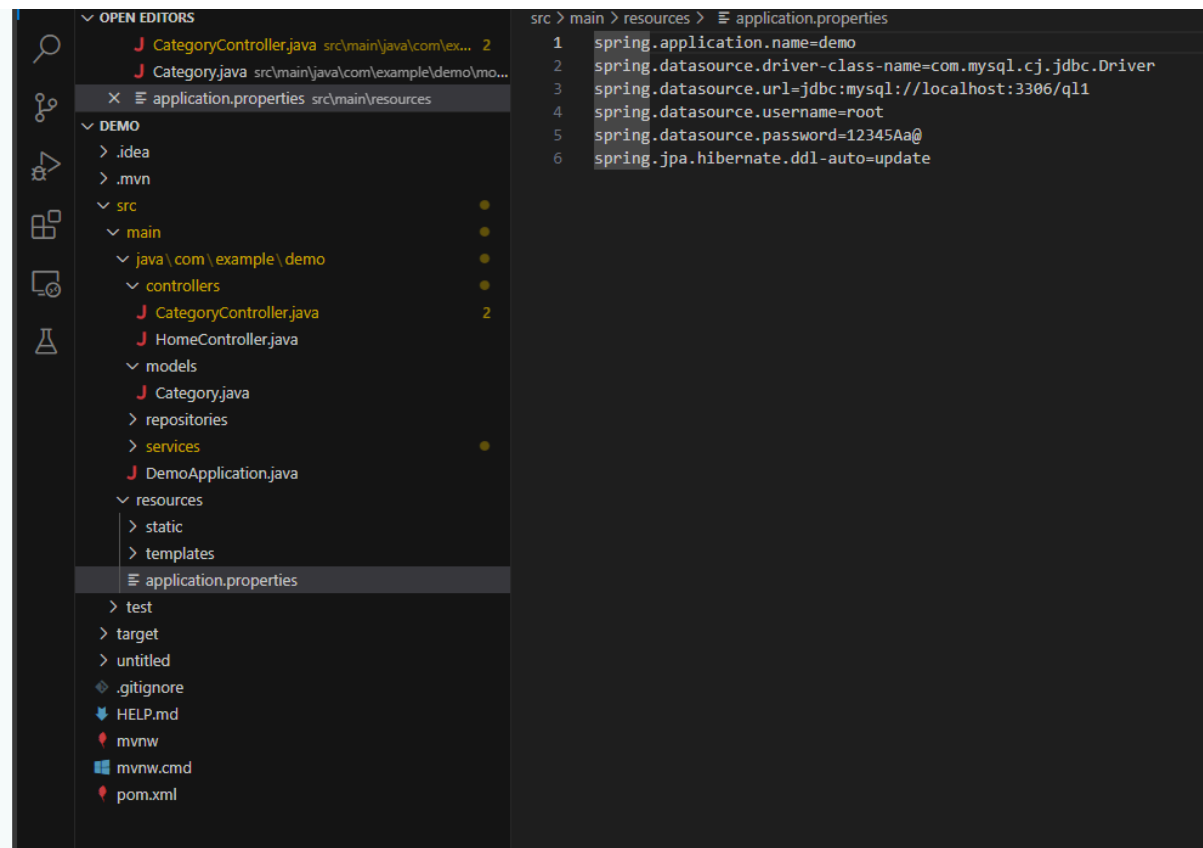 OPEN EDITORS
CategoryController.java src\main\java\com\ex... 2
Category.java src\main\java\com\example\demo\mo...
application.properties src\main\resources
DEMO
.idea
.mvn
src
main
java\com\example\demo
controllers
CategoryController.java 2
HomeController.java
models
Category.java
repositories
services
DemoApplication.java
resources
static
templates
application.properties
test
target
untitled
.gitignore
HELP.md
mvnw
mvnw.cmd
pom.xml
src > main > resources > application.properties
1 spring.application.name=demo
2 spring.datasource.driver-class-name=com.mysql.cj.jdbc.Driver
3 spring.datasource.url=jdbc:mysql://localhost:3306/ql1
4 spring.datasource.username=root
5 spring.datasource.password=12345Aa@
6 spring.jpa.hibernate.ddl-auto=update